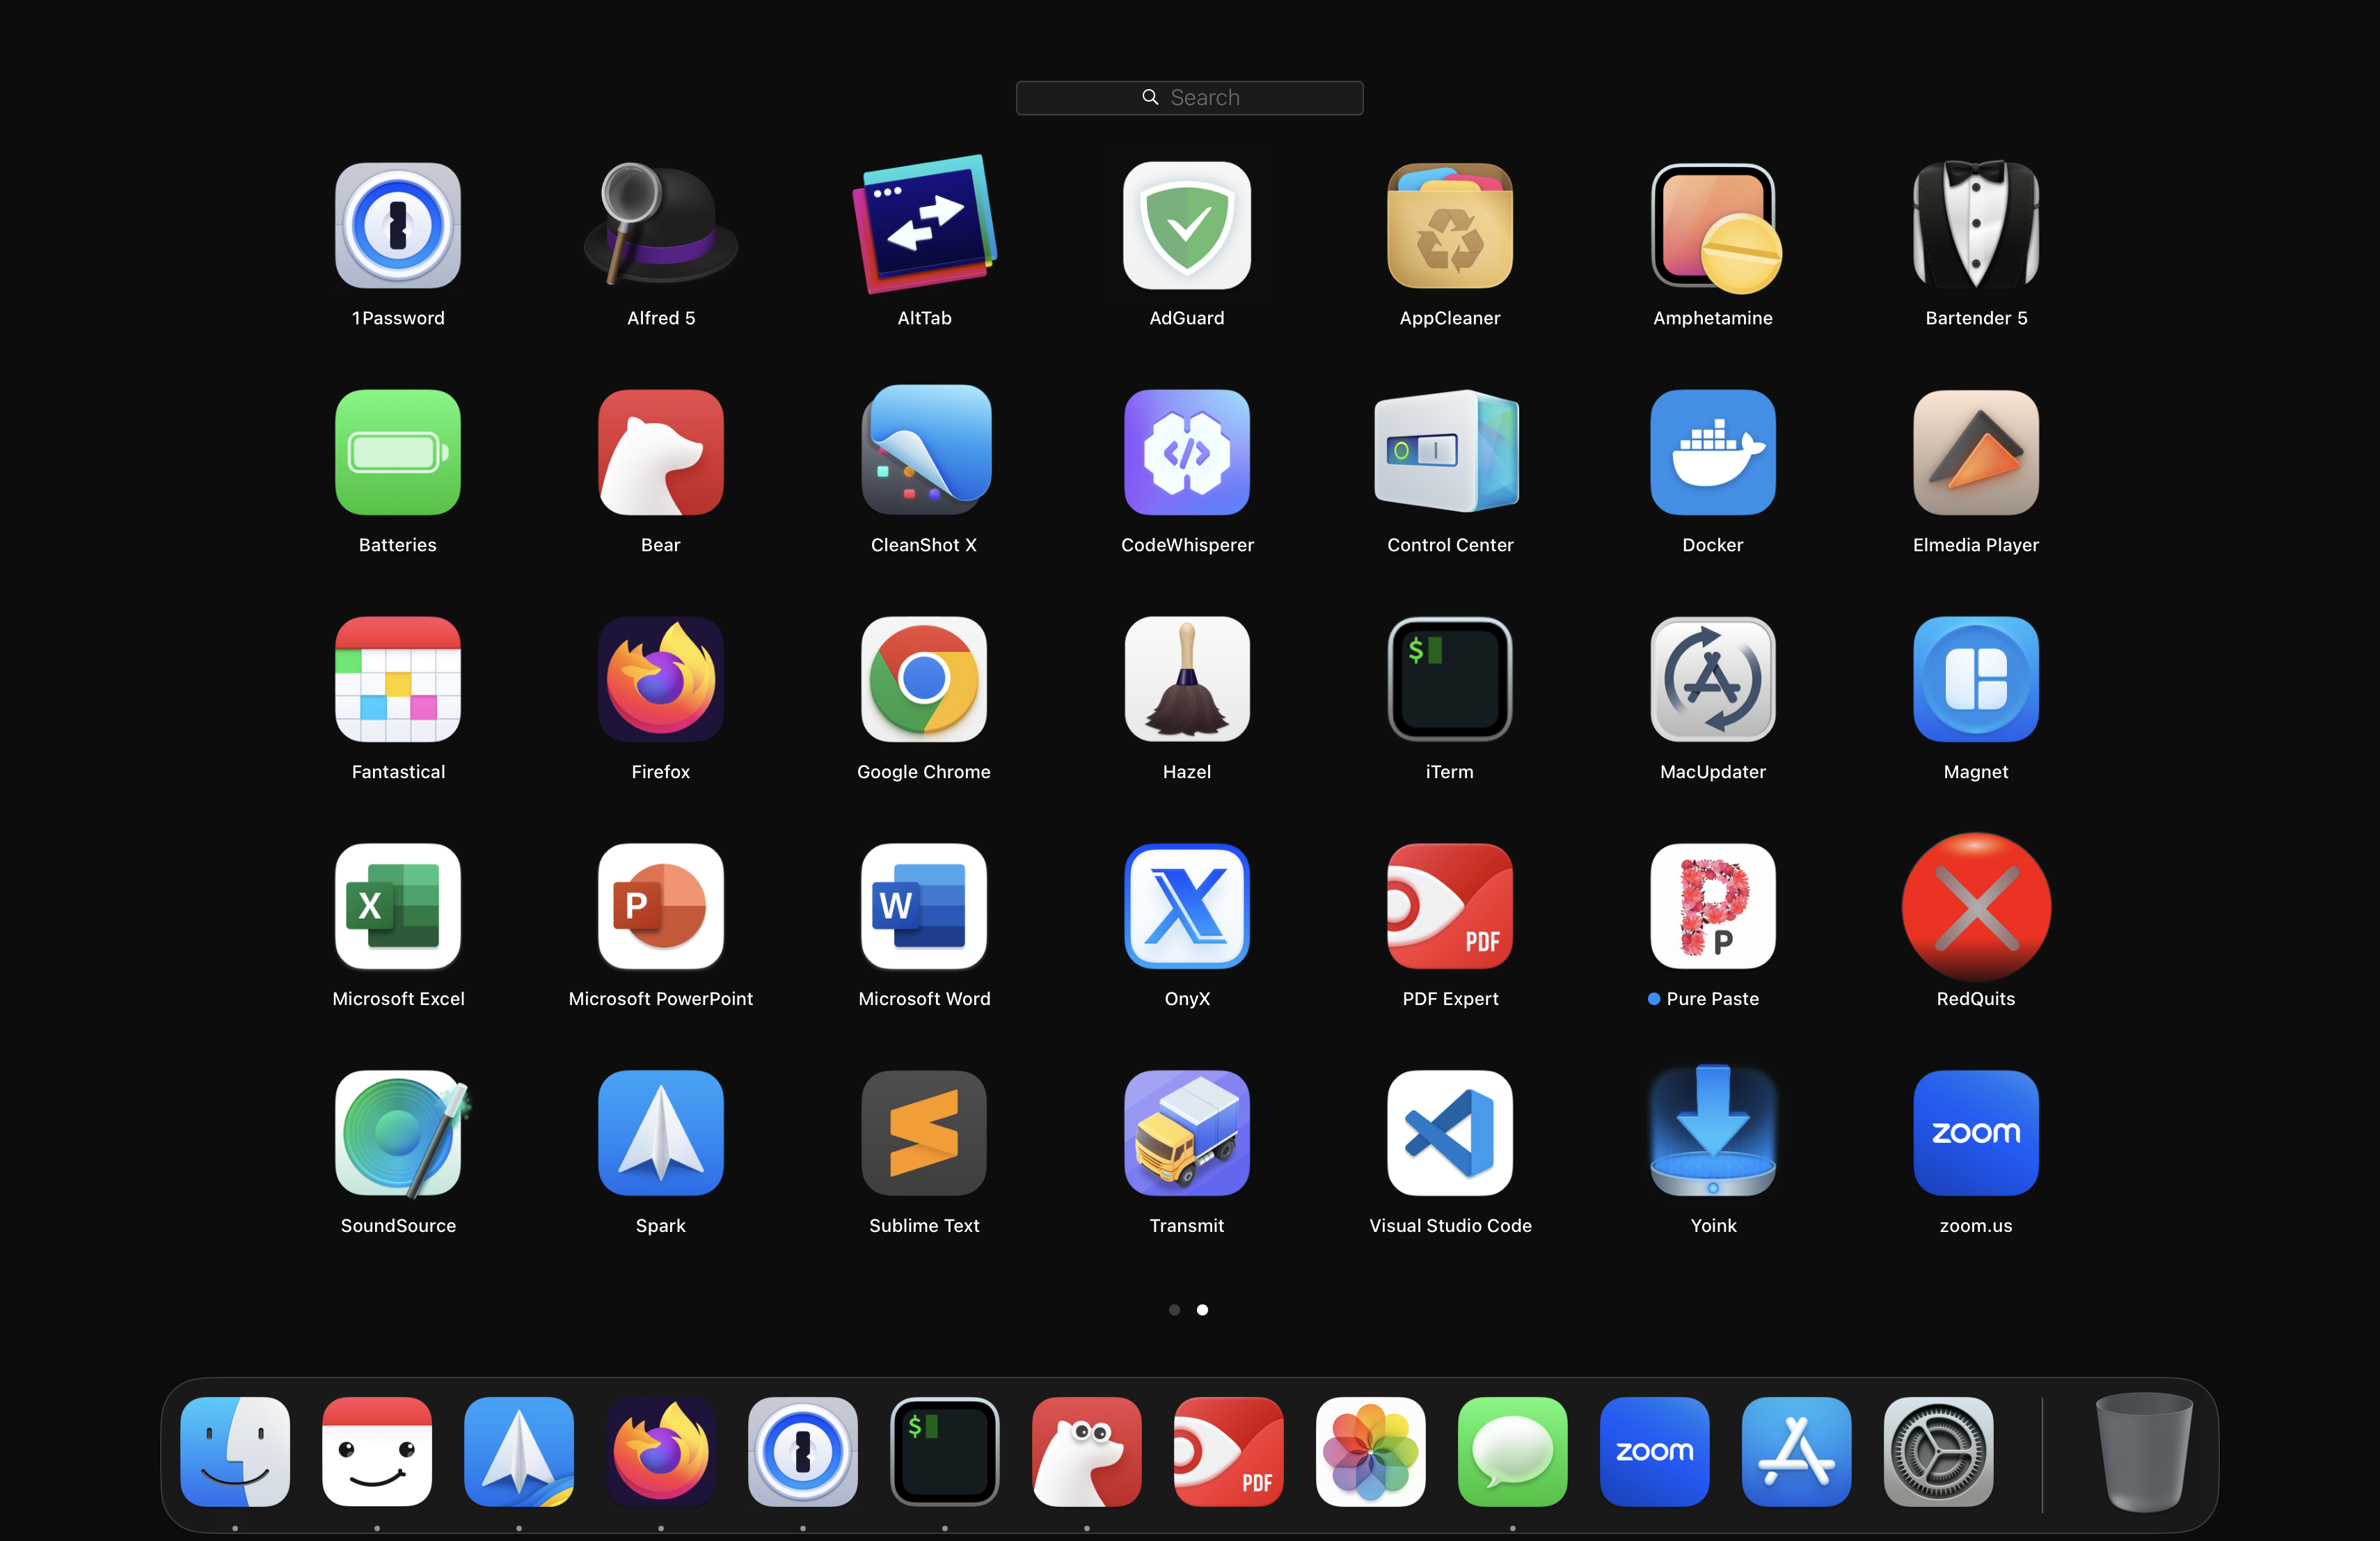 Search
1Password
Alfred 5
AltTab
AdGuard
AppCleaner
Amphetamine
Bartender 5
Batteries
Bear
CleanShot X
CodeWhisperer
Control Center
Docker
Elmedia Player
$
Fantastical
Firefox
Google Chrome
Hazel
iTerm
MacUpdater
Magnet
X
P
W
PDF
P
P
Microsoft Excel
Microsoft PowerPoint
Microsoft Word
OnyX
PDF Expert
Pure Paste
RedQuits
zoom
SoundSource
Spark
Sublime Text
Transmit
Visual Studio Code
Yoink
zoom.us
$
PDF
zoom